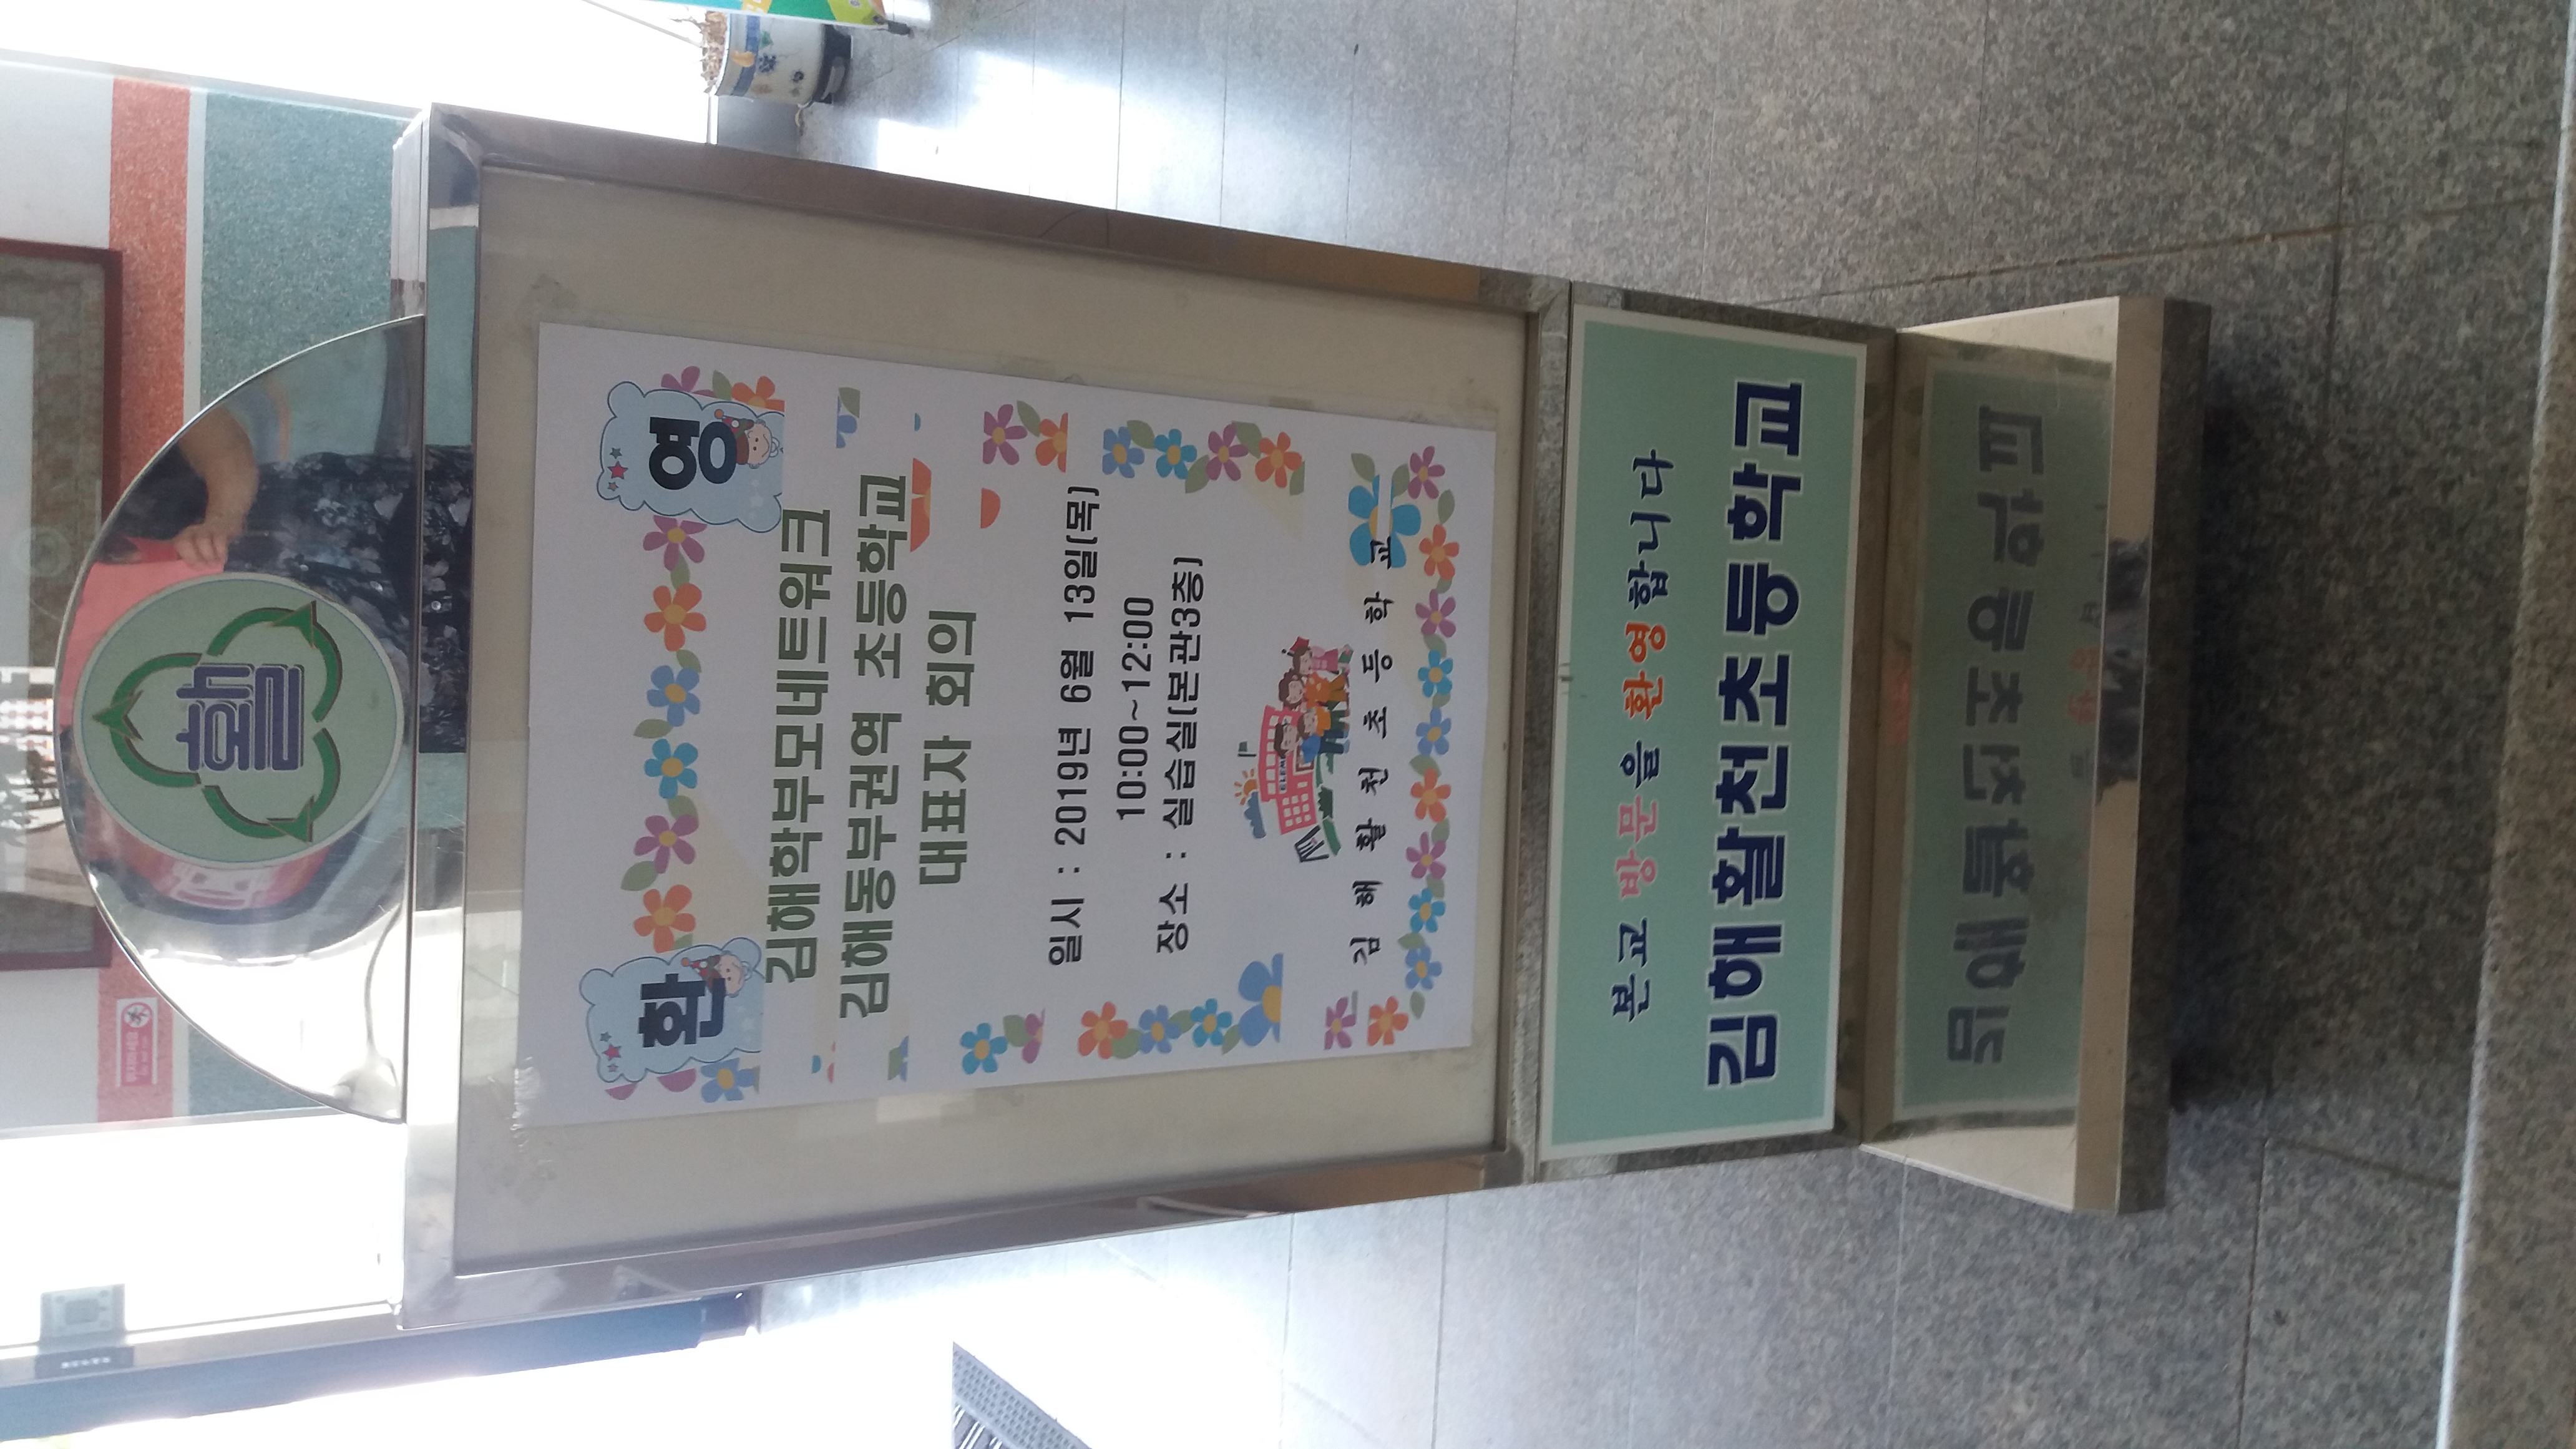 활
환 영
김해학부모네트워크
김해동부권역 초등학교
대표자 회의
일시 : 2019년 6월 13일(목)
10:00~12:00
장소 : 실습실(본관3층)
김 해 활 천 초 등 학 교
본교 방문을 환영합니다
김해활천초등학교